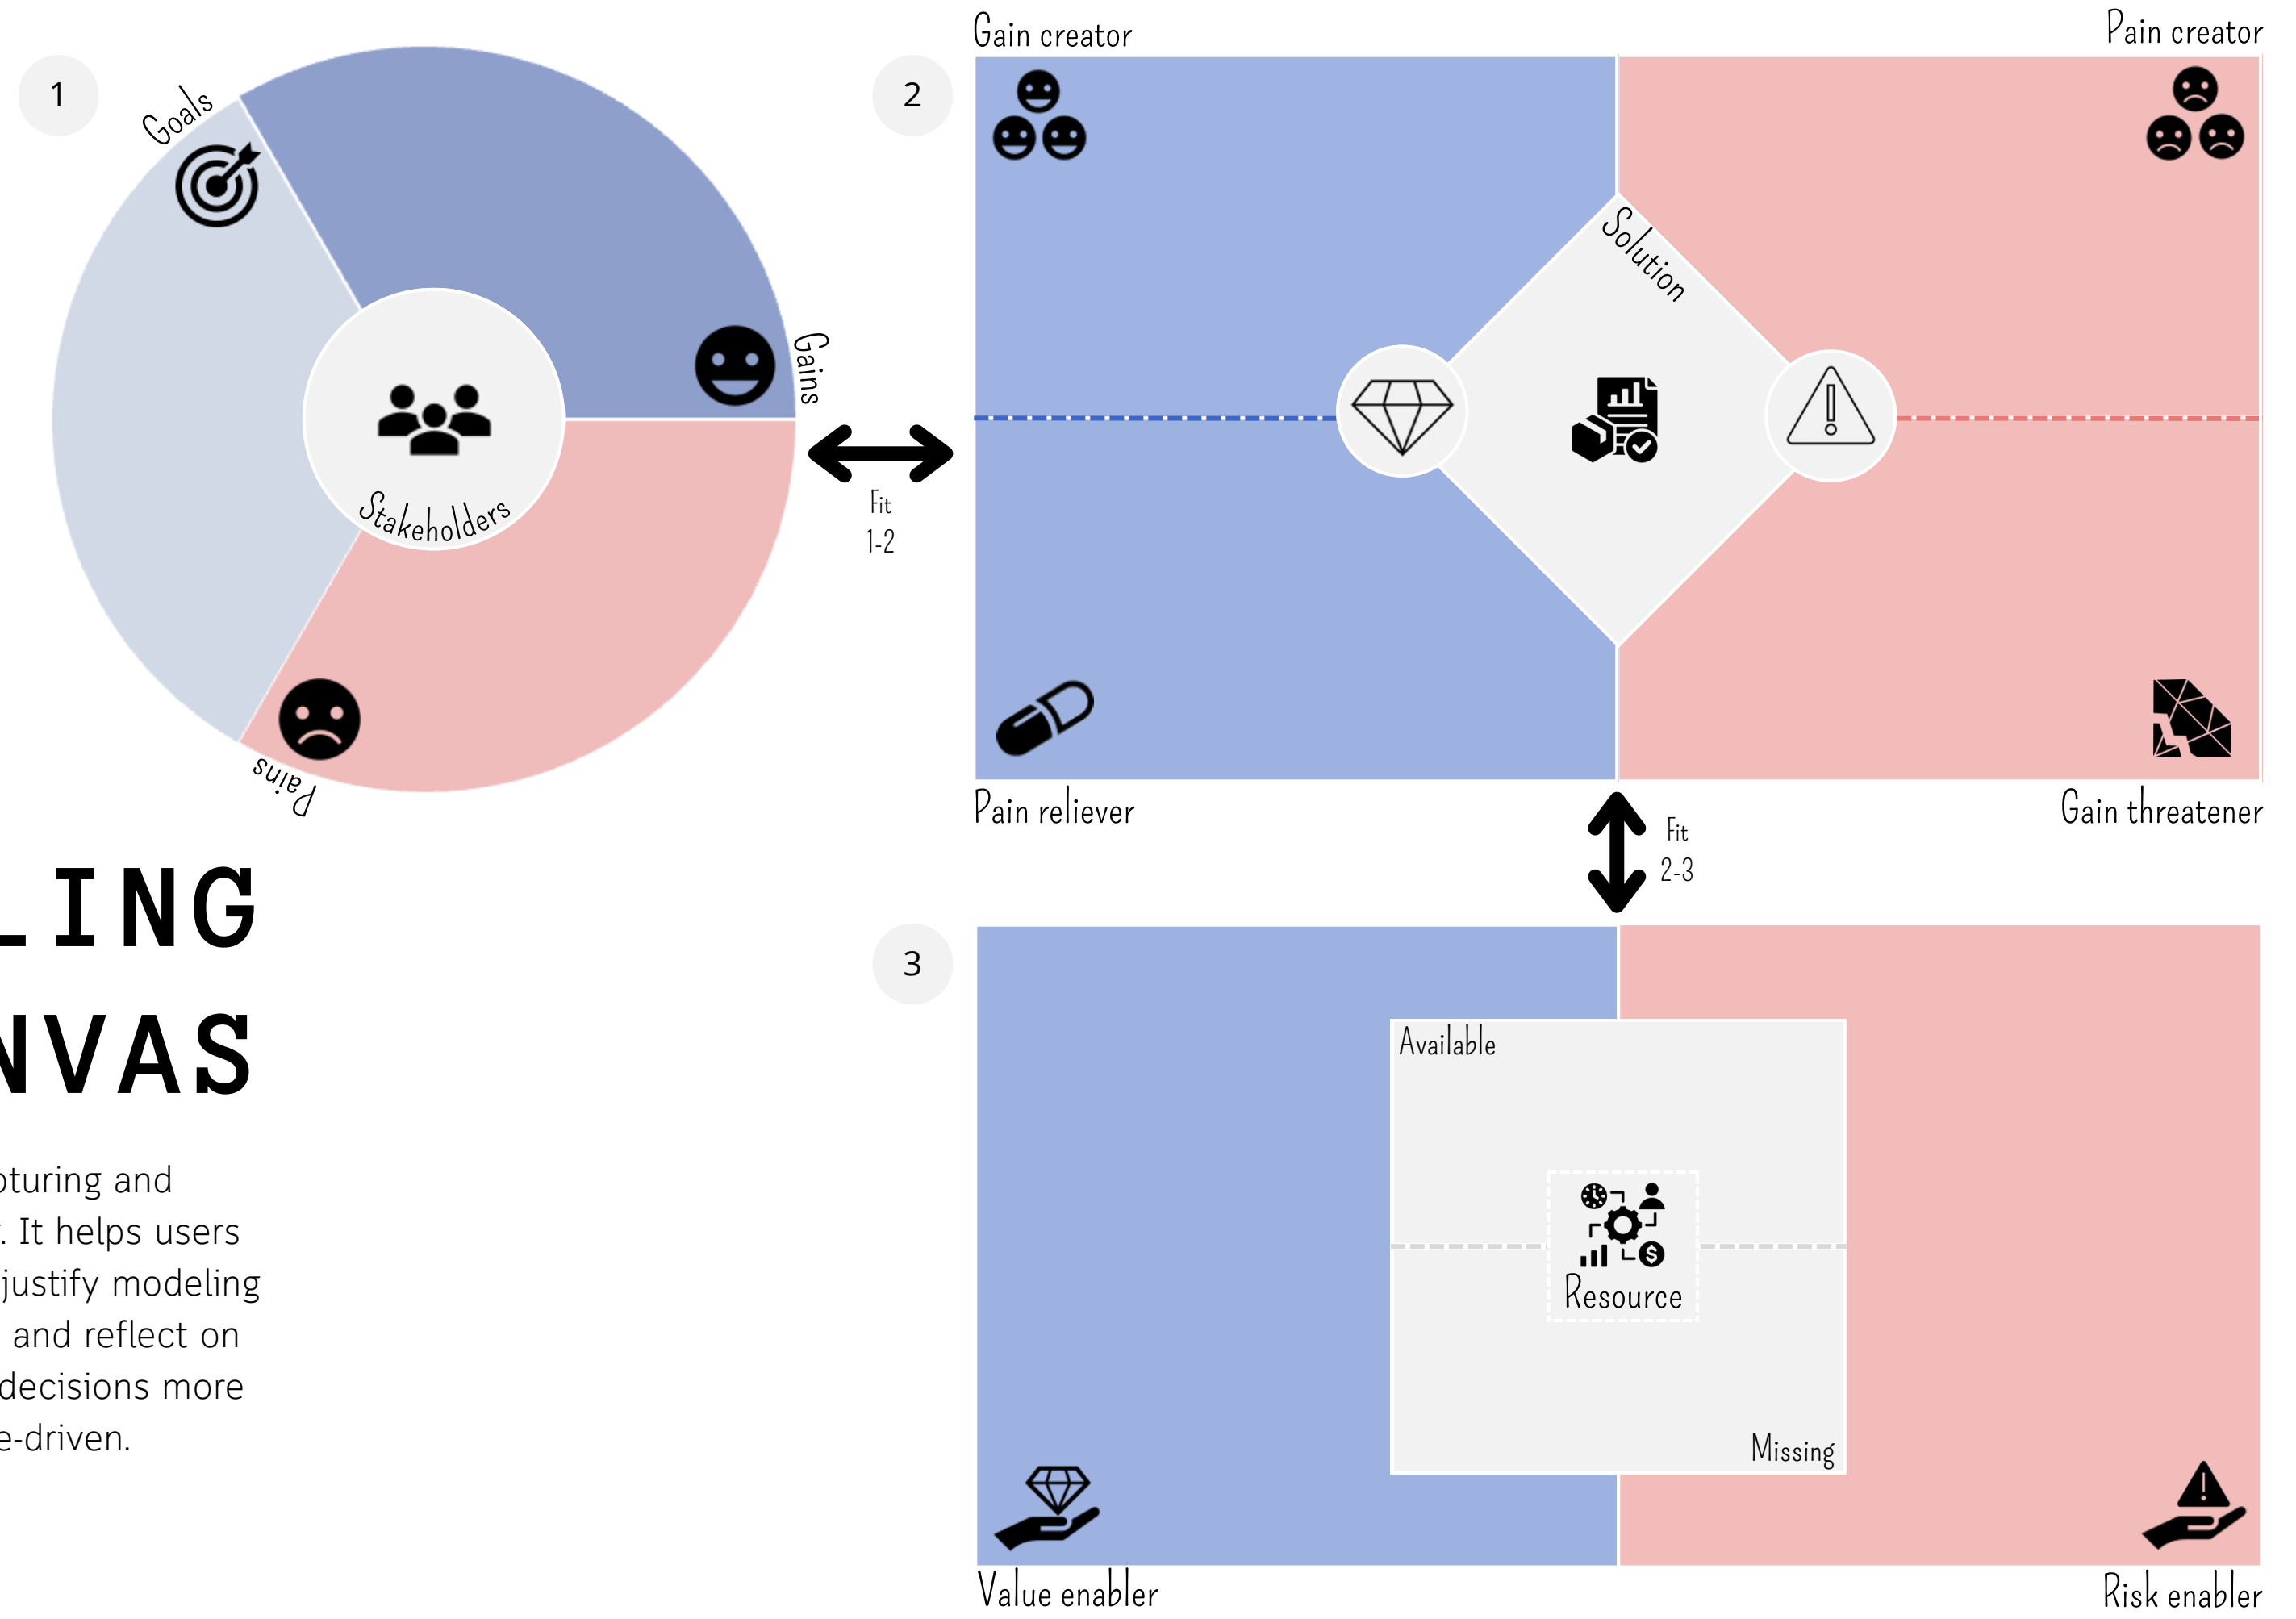 1
Goals
Gains
Stakeholders
Pains
Fit
1-2
2
Gain creator
Pain creator
Solution
Pain reliever
Gain threatener
Fit
2-3
3
Available
Resource
Missing
Value enabler
Risk enabler
LING
NVAS
pturing and
. It helps users
justify modeling
and reflect on
decisions more
e-driven.